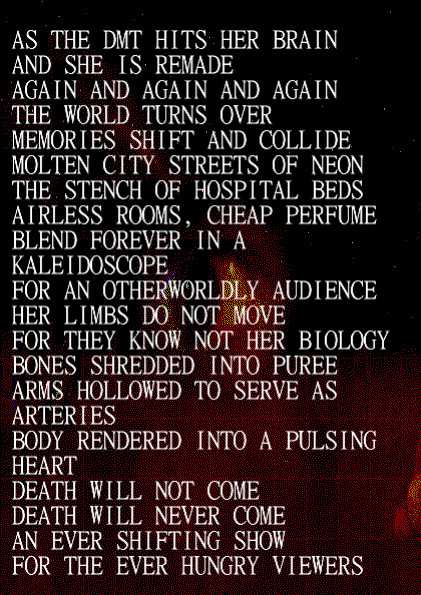 AS THE DMT HITS HER BRAIN
AND SHE IS REMADE
AGAIN AND AGAIN AND AGAIN
THE WORLD TURNS OVER
MEMORIES SHIFT AND COLLIDE
MOLTEN CITY STREETS OF NEON
THE STENCH OF HOSPITAL BEDS
AIRLESS ROOMS, CHEAP PERFUME
BLEND FOREVER IN A
KALEIDOSCOPE
FOR AN OTHERWORLDLY AUDIENCE
HER LIMBS DO NOT MOVE
FOR THEY KNOW NOT HER BIOLOGY
BONES SHREDDED INTO PUREE
ARMS HOLLOWED TO SERVE AS
ARTERIES
BODY RENDERED INTO A PULSING
HEART
DEATH WILL NOT COME
DEATH WILL NEVER COME
AN EVER SHIFTING SHOW
FOR THE EVER HUNGRY VIEWERS